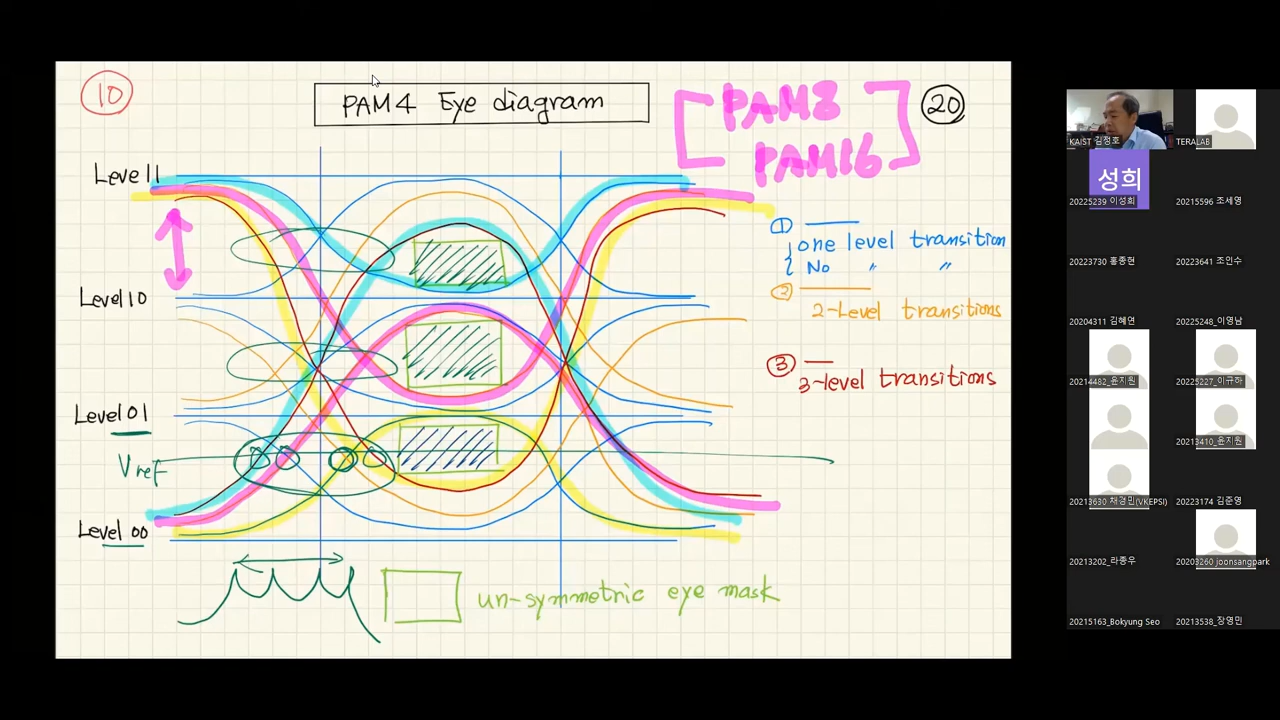 10
PAM4 Eye diagram
PAM8
PAM16
20
Level 11
Level 10
Level 01
Vref
Level 00
① one level transition
No 〃 〃
② 2-Level transitions
③ 3-level transitions
un-symmetric eye mask
KAIST 김정호
TERALAB
성희
20225239 이성희
20215596 조세영
20223730 홍종현
20223641 조인수
20204311 김혜연
20225248_이영남
20214482_윤지원
20225227_이규하
20213410_윤지원
20213630 채경민(VKEPSI)
20223174 김준영
20213202_라종우
20203260 joonsangpark
20215163_Bokyung Seo
20213538_장영민